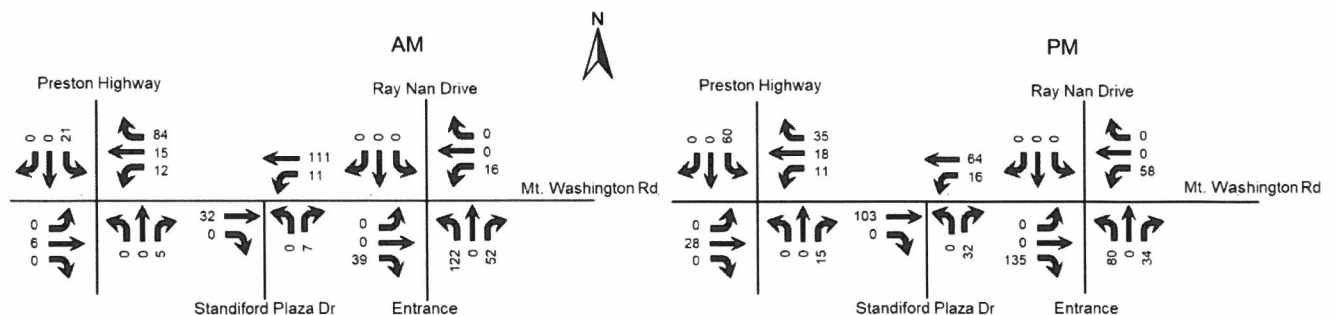 N
AM
Preston Highway
Ray Nan Drive
0 0 21
84
15
12
111
11
0 0 0
0
0
16
Mt. Washington Rd
0
6
0
0 0 5
32
0
0 7
0
0
39
122 0 52
Standiford Plaza Dr
Entrance
PM
Preston Highway
Ray Nan Drive
0 0 60
35
18
11
64
16
0 0 0
0
0
58
Mt. Washington Rd
0
28
0
0 0 15
103
0
0 32
0
0
135
80 0 34
Standiford Plaza Dr
Entrance